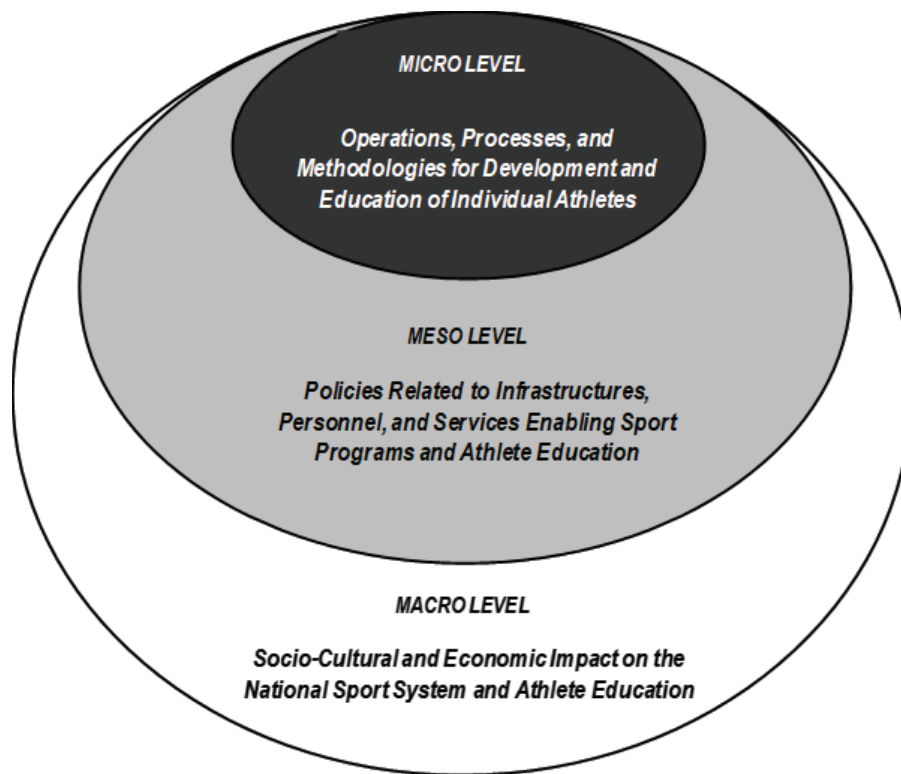 MICRO LEVEL
Operations, Processes, and
Methodologies for Development and
Education of Individual Athletes
MESO LEVEL
Policies Related to Infrastructures,
Personnel, and Services Enabling Sport
Programs and Athlete Education
MACRO LEVEL
Socio-Cultural and Economic Impact on the
National Sport System and Athlete Education